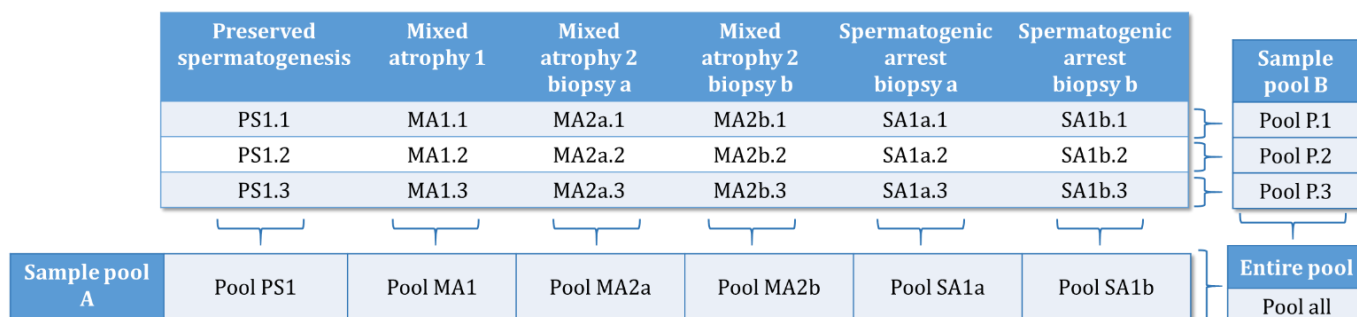 Preserved spermatogenesis Mixed atrophy 1 Mixed atrophy 2 biopsy a Mixed atrophy 2 biopsy b Spermatogenic arrest biopsy a Spermatogenic arrest biopsy b Sample pool B
PS1.1 MA1.1 MA2a.1 MA2b.1 SA1a.1 SA1b.1 Pool P.1
PS1.2 MA1.2 MA2a.2 MA2b.2 SA1a.2 SA1b.2 Pool P.2
PS1.3 MA1.3 MA2a.3 MA2b.3 SA1a.3 SA1b.3 Pool P.3
Sample pool A Pool PS1 Pool MA1 Pool MA2a Pool MA2b Pool SA1a Pool SA1b Entire pool
Pool all